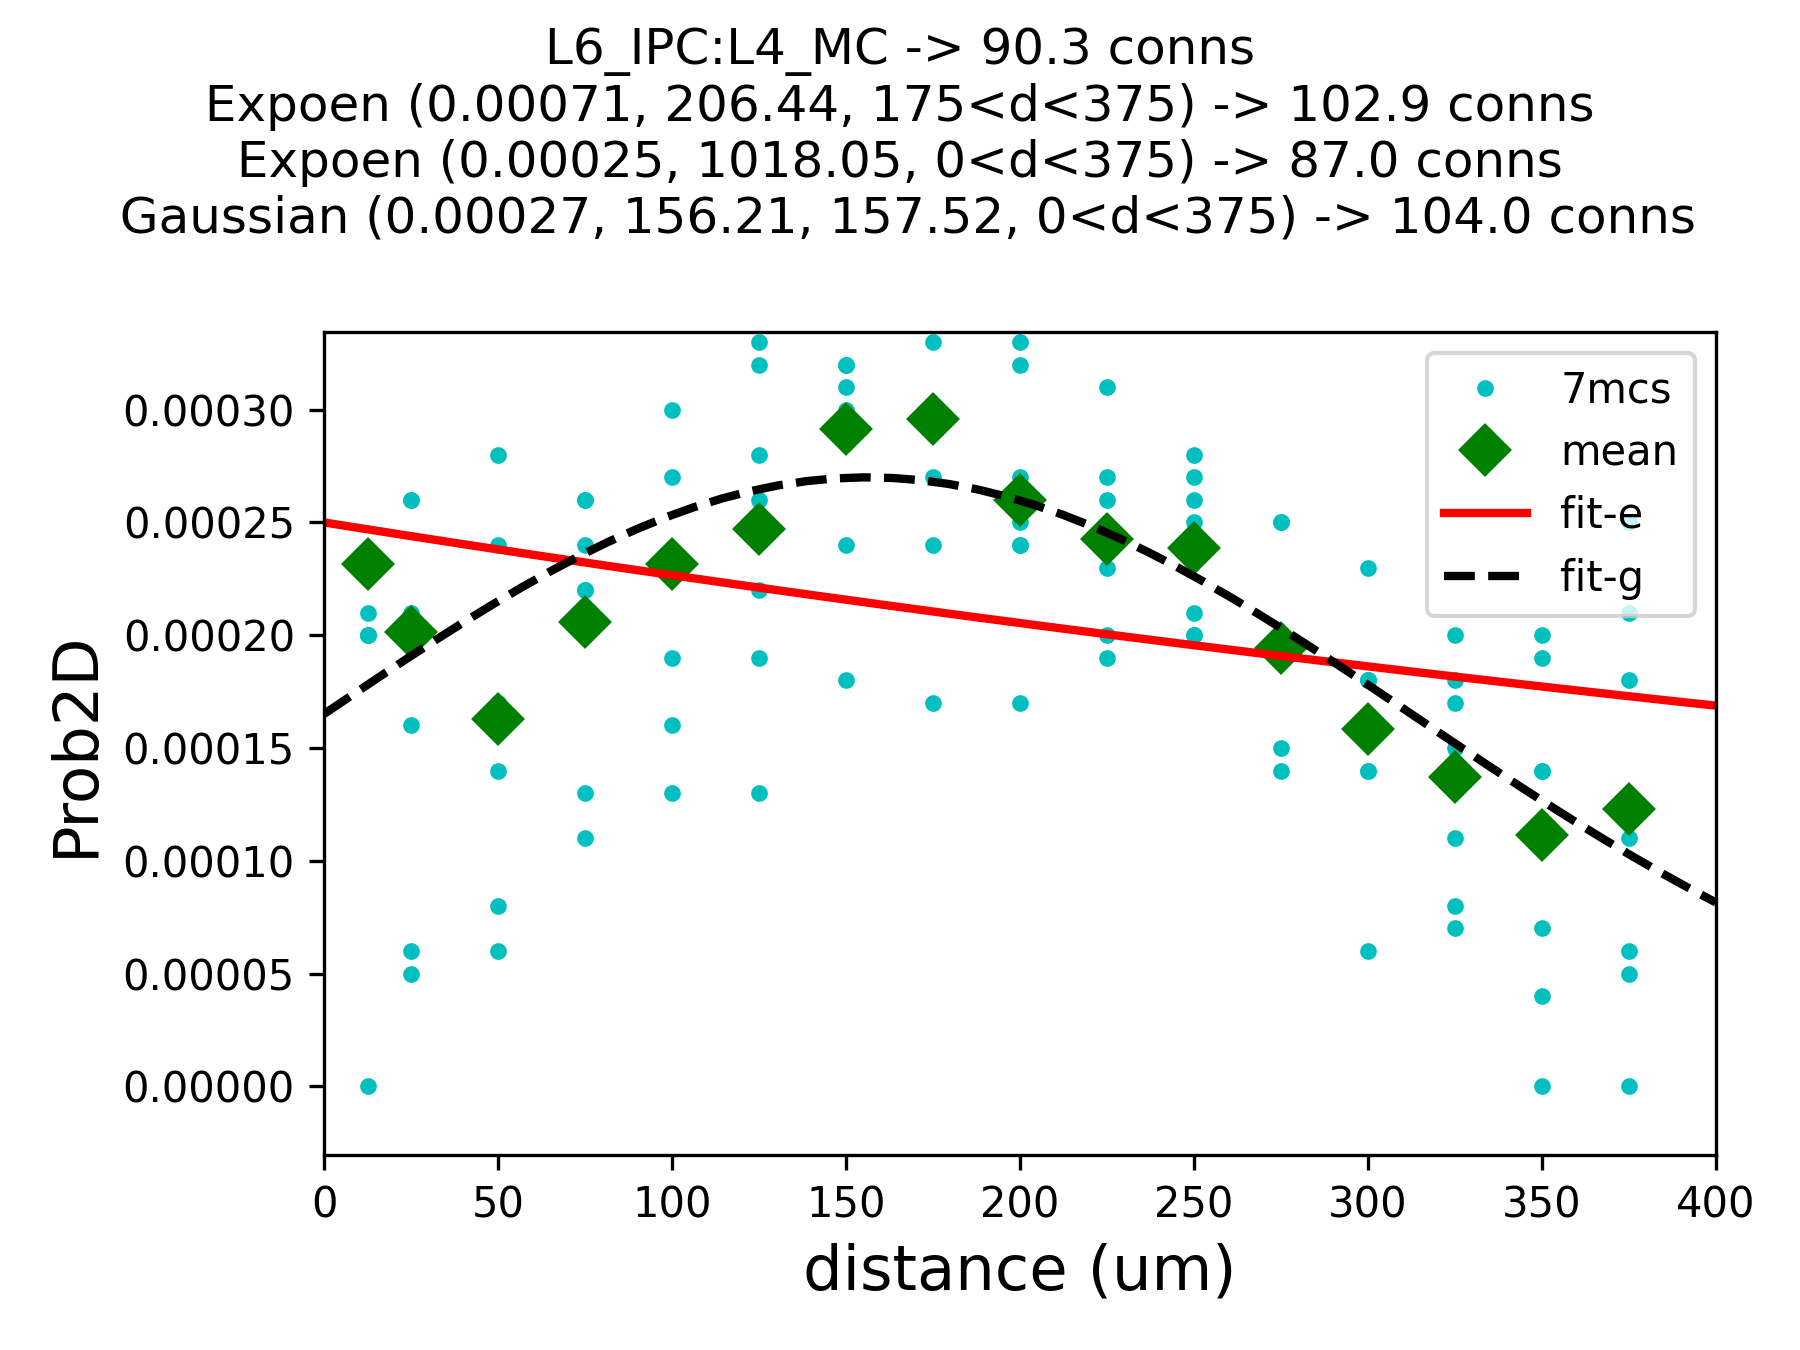 L6_IPC:L4_MC -> 90.3 conns
Expoen (0.00071, 206.44, 175<d<375) -> 102.9 conns
Expoen (0.00025, 1018.05, 0<d<375) -> 87.0 conns
Gaussian (0.00027, 156.21, 157.52, 0<d<375) -> 104.0 conns
7mcs
mean
fit-e
fit-g
Prob2D
0.00030
0.00025
0.00020
0.00015
0.00010
0.00005
0.00000
0 50 100 150 200 250 300 350 400
distance (um)